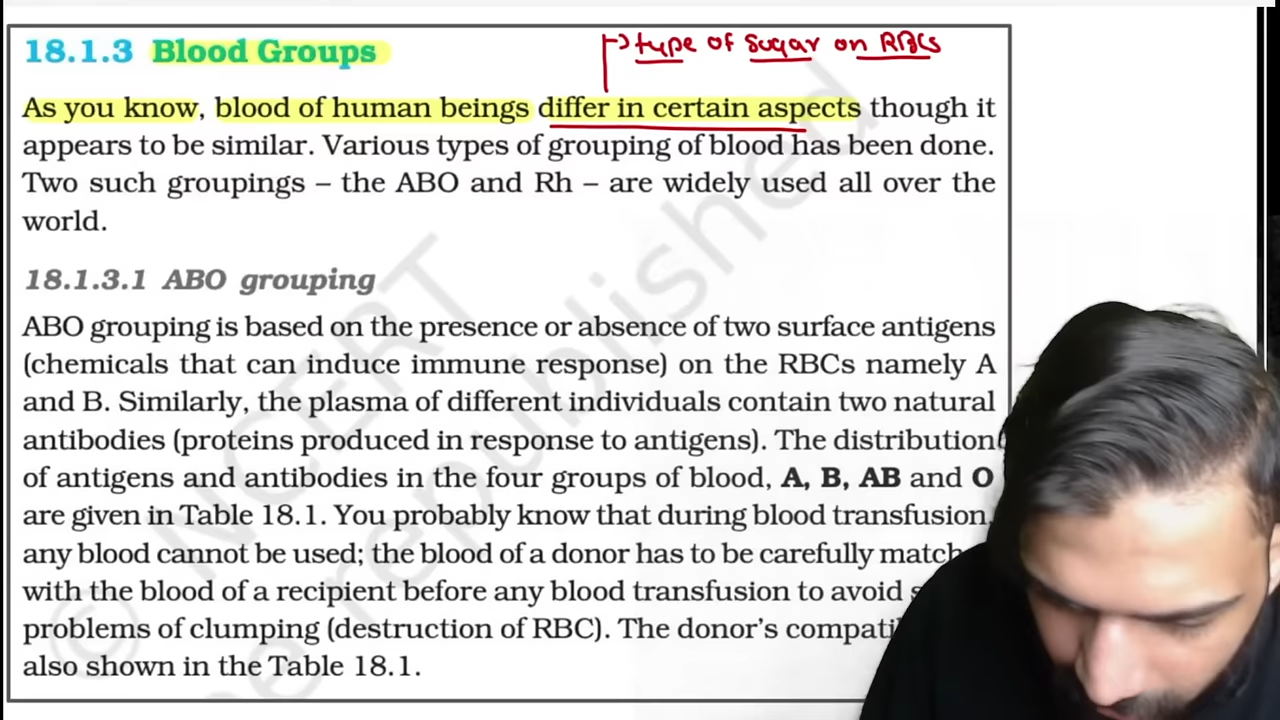 18.1.3 Blood Groups
type of sugar on RBCs
As you know, blood of human beings differ in certain aspects though it
appears to be similar. Various types of grouping of blood has been done.
Two such groupings – the ABO and Rh – are widely used all over the
world.
18.1.3.1 ABO grouping
ABO grouping is based on the presence or absence of two surface antigens
(chemicals that can induce immune response) on the RBCs namely A
and B. Similarly, the plasma of different individuals contain two natural
antibodies (proteins produced in response to antigens). The distribution
of antigens and antibodies in the four groups of blood, A, B, AB and O
are given in Table 18.1. You probably know that during blood transfusion,
any blood cannot be used; the blood of a donor has to be carefully
with the blood of a recipient before any blood transfusion to avoid
problems of clumping (destruction of RBC). The donor's
also shown in the Table 18.1.
© NCERT
republished